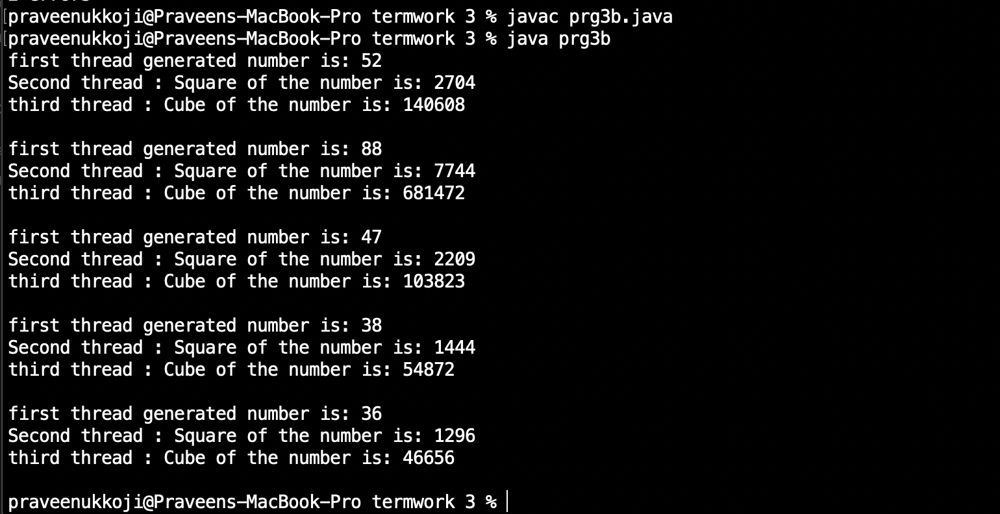 praveenukkoji@Praveens-MacBook-Pro termwork 3 % javac prg3b.java
praveenukkoji@Praveens-MacBook-Pro termwork 3 % java prg3b
first thread generated number is: 52
Second thread : Square of the number is: 2704
third thread : Cube of the number is: 140608
first thread generated number is: 88
Second thread : Square of the number is: 7744
third thread : Cube of the number is: 681472
first thread generated number is: 47
Second thread : Square of the number is: 2209
third thread : Cube of the number is: 103823
first thread generated number is: 38
Second thread : Square of the number is: 1444
third thread : Cube of the number is: 54872
first thread generated number is: 36
Second thread : Square of the number is: 1296
third thread : Cube of the number is: 46656
praveenukkoji@Praveens-MacBook-Pro termwork 3 %